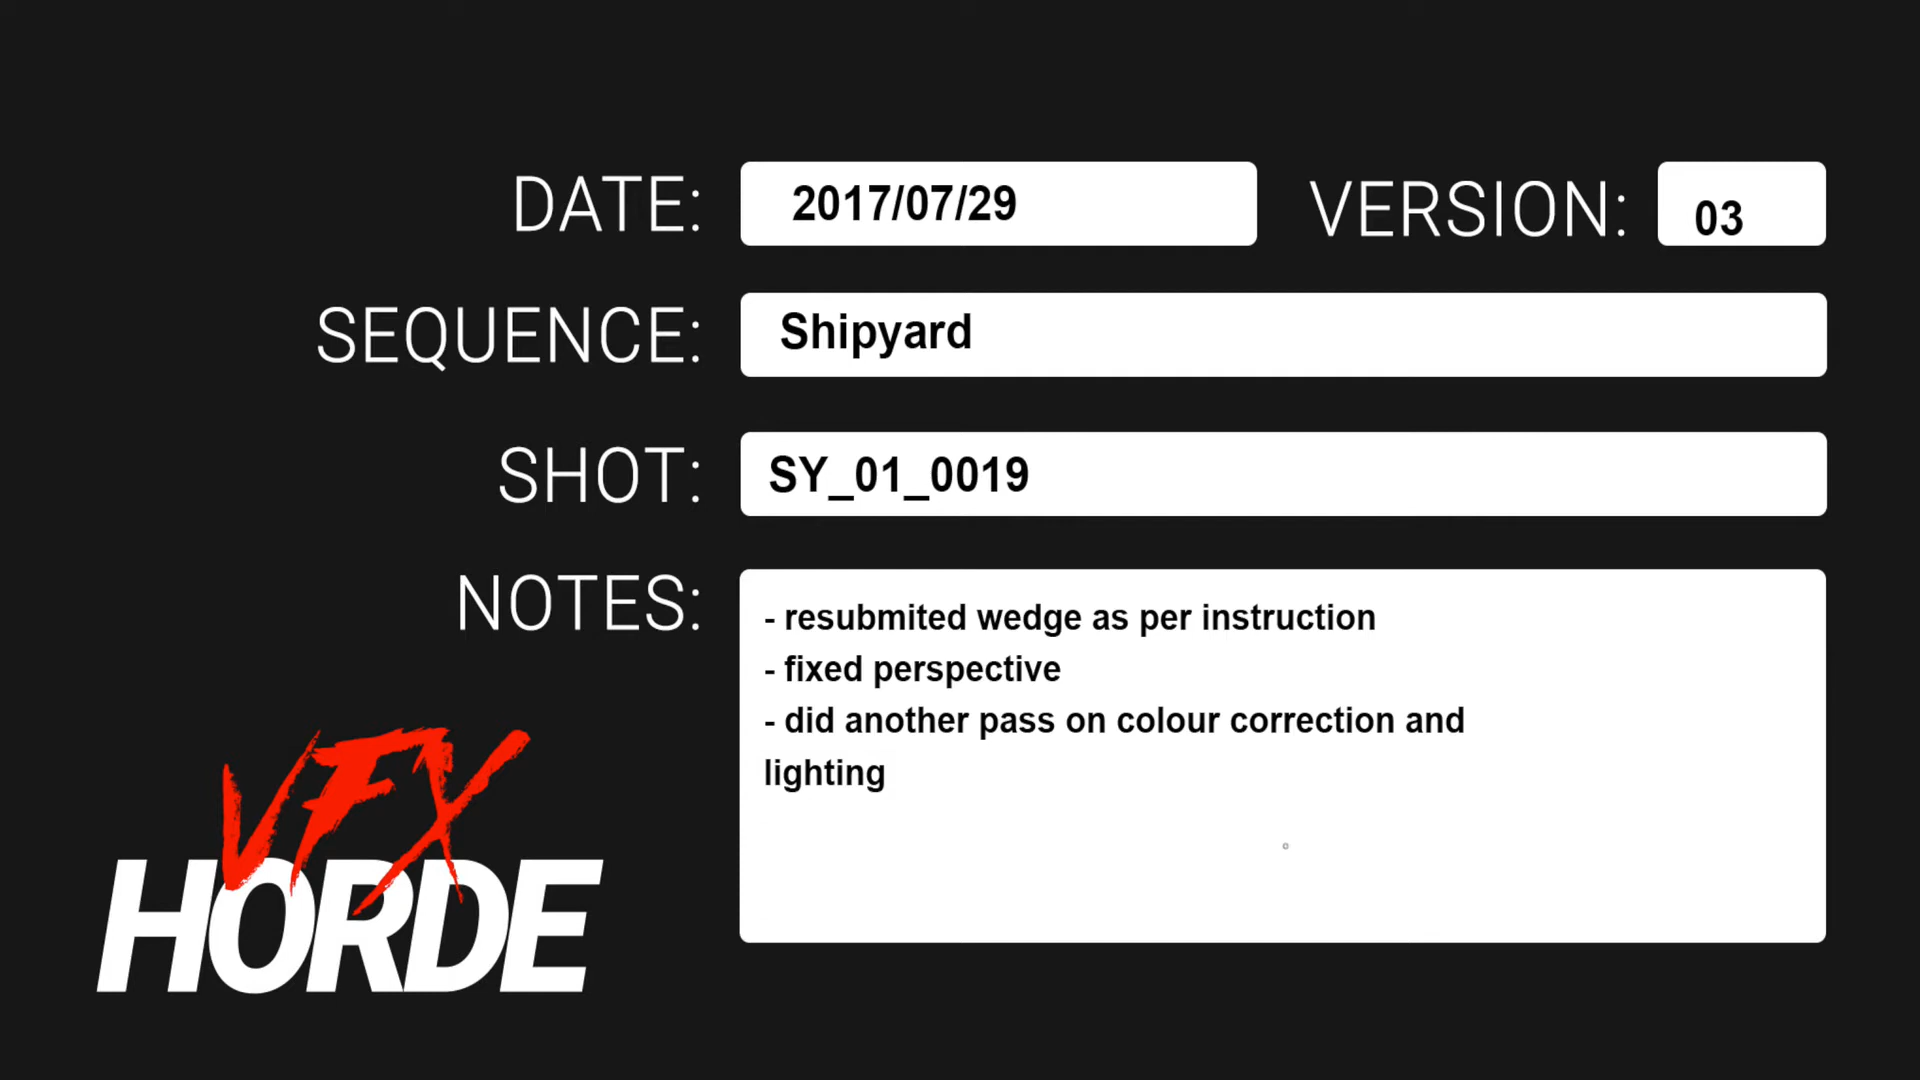 DATE: 2017/07/29 VERSION: 03
SEQUENCE: Shipyard
SHOT: SY_01_0019
NOTES: - resubmited wedge as per instruction
- fixed perspective
- did another pass on colour correction and
lighting
VFX
HORDE